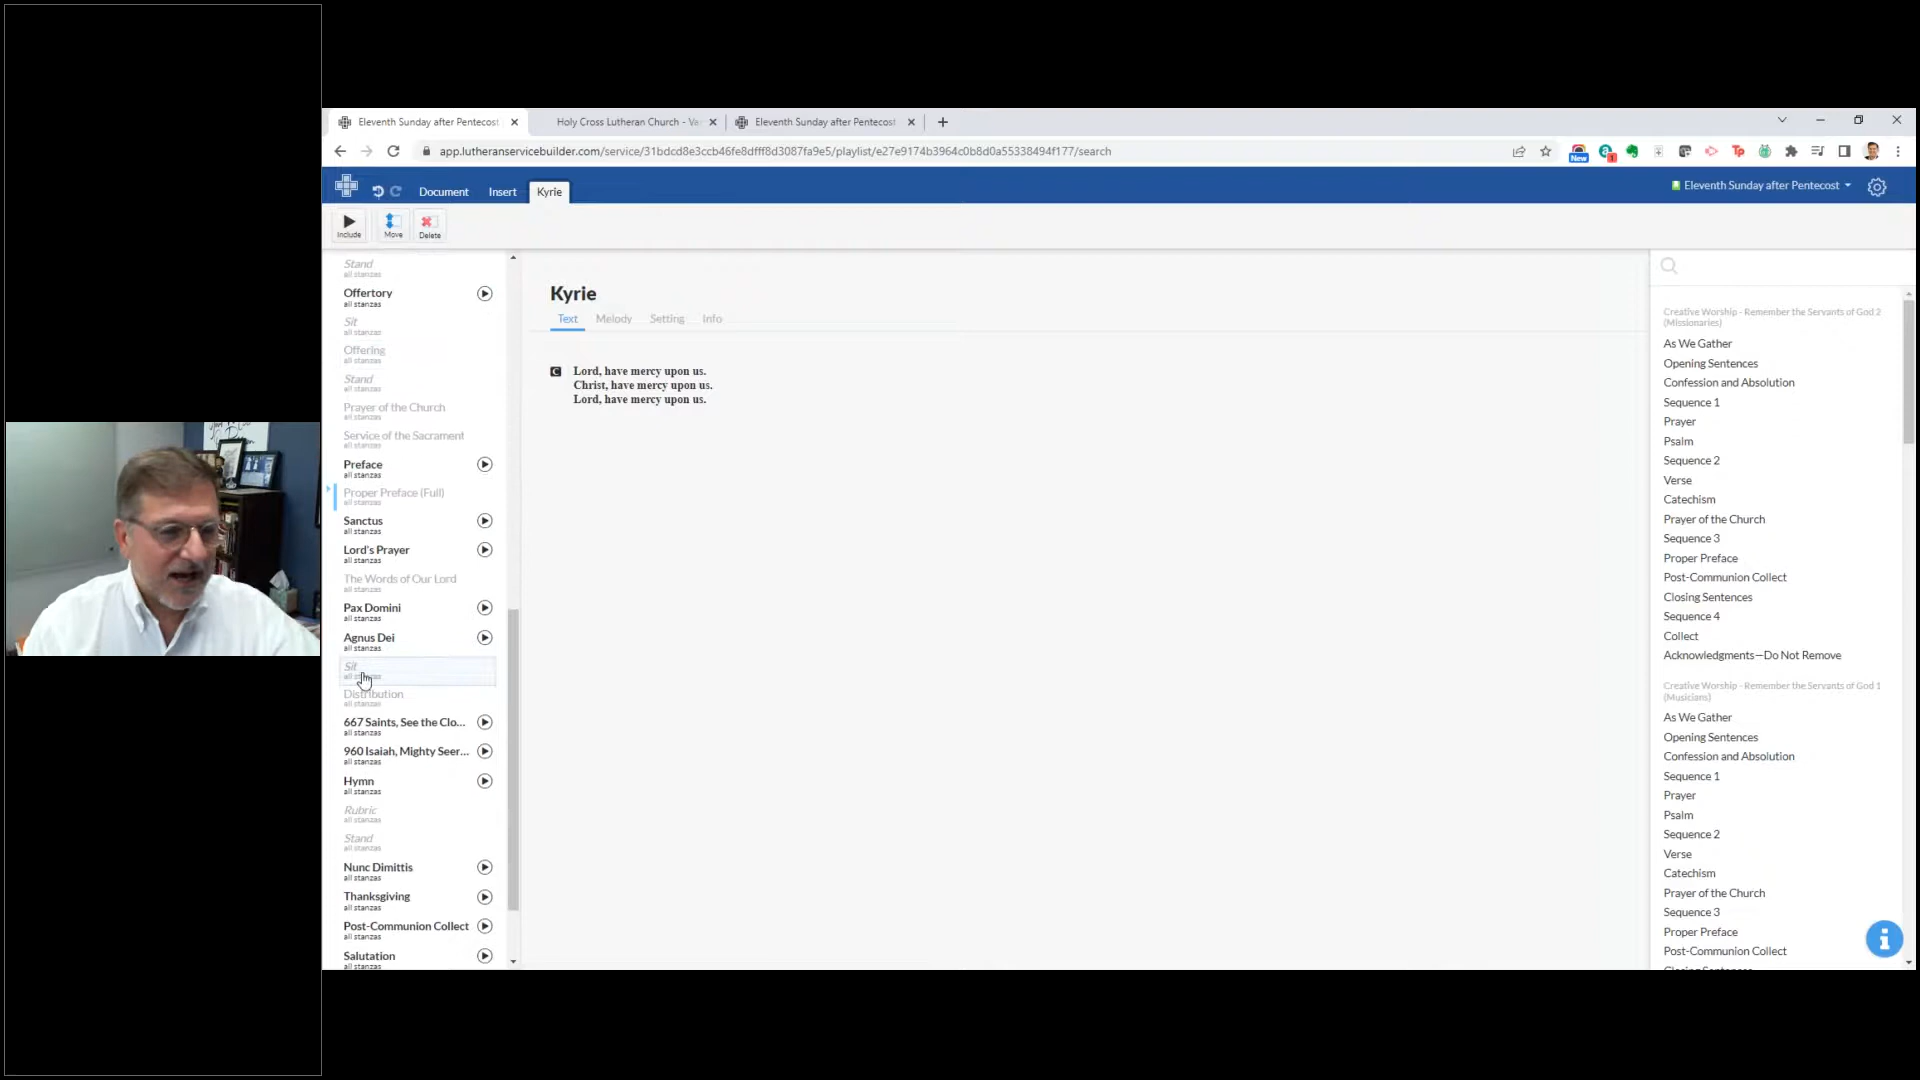 Eleventh Sunday after Pentecost
Holy Cross Lutheran Church - Va
Eleventh Sunday after Pentecost
app.lutheranservicebuilder.com/service/31bdcd8e3ccb46fe8dfff8d3087fa9e5/playlist/e27e9174b3964c0b8d0a55338494f177/search
New
1
Document
Insert
Kyrie
Eleventh Sunday after Pentecost
Include
Move
Delete
Stand
all stanzas
Offertory
all stanzas
Sit
all stanzas
Offering
all stanzas
Stand
all stanzas
Prayer of the Church
all stanzas
Service of the Sacrament
all stanzas
Preface
all stanzas
Proper Preface (Full)
all stanzas
Sanctus
all stanzas
Lord's Prayer
all stanzas
The Words of Our Lord
all stanzas
Pax Domini
all stanzas
Agnus Dei
all stanzas
Sit
all stanzas
Distribution
all stanzas
667 Saints, See the Clo...
all stanzas
960 Isaiah, Mighty Seer...
all stanzas
Hymn
all stanzas
Rubric
all stanzas
Stand
all stanzas
Nunc Dimittis
all stanzas
Thanksgiving
all stanzas
Post-Communion Collect
all stanzas
Salutation
all stanzas
Kyrie
Text
Melody
Setting
Info
C Lord, have mercy upon us.
Christ, have mercy upon us.
Lord, have mercy upon us.
Creative Worship - Remember the Servants of God 2
(Missionaries)
As We Gather
Opening Sentences
Confession and Absolution
Sequence 1
Prayer
Psalm
Sequence 2
Verse
Catechism
Prayer of the Church
Sequence 3
Proper Preface
Post-Communion Collect
Closing Sentences
Sequence 4
Collect
Acknowledgments—Do Not Remove
Creative Worship - Remember the Servants of God 1
(Musicians)
As We Gather
Opening Sentences
Confession and Absolution
Sequence 1
Prayer
Psalm
Sequence 2
Verse
Catechism
Prayer of the Church
Sequence 3
Proper Preface
Post-Communion Collect